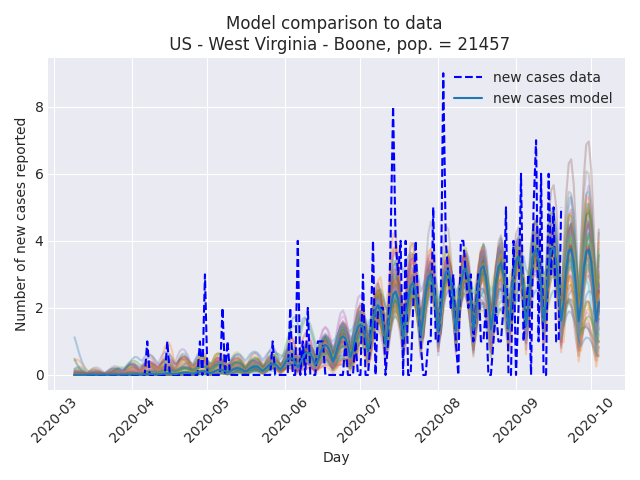 Model comparison to data
US - West Virginia - Boone, pop. = 21457
new cases data
new cases model
Number of new cases reported
8
6
4
2
0
2020-03
2020-04
2020-05
2020-06
2020-07
2020-08
2020-09
2020-10
Day